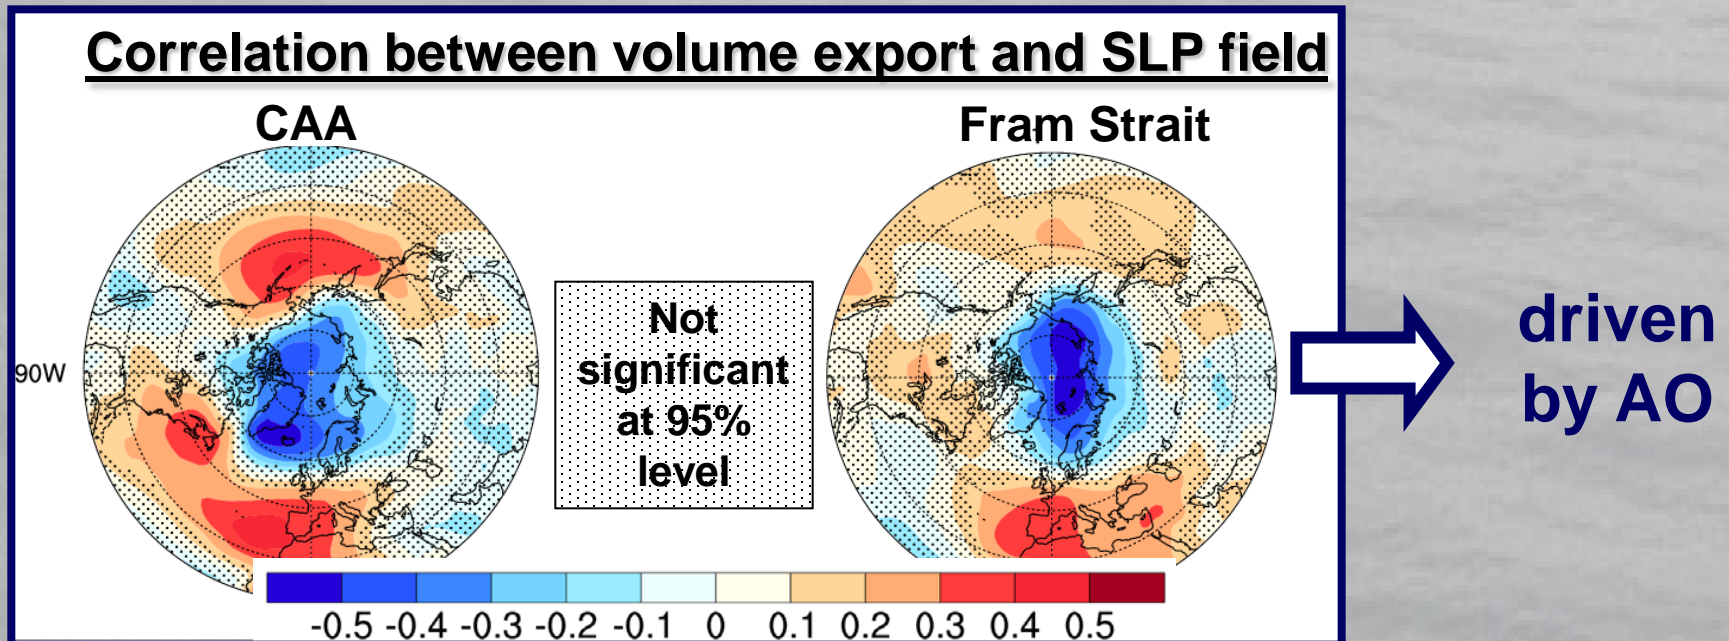 Correlation between volume export and SLP field
CAA
Fram Strait
90W
Not
significant
at 95%
level
driven
by AO
-0.5 -0.4 -0.3 -0.2 -0.1 0 0.1 0.2 0.3 0.4 0.5